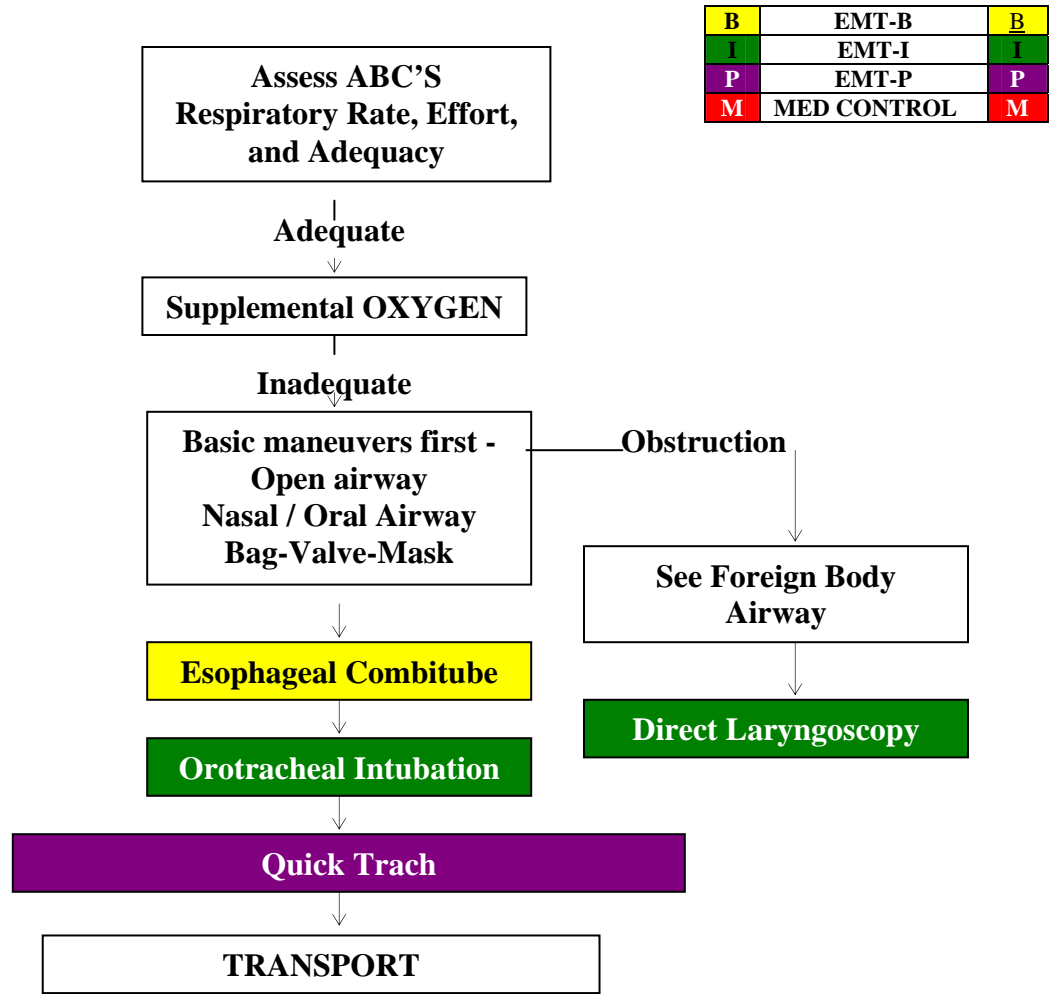 B EMT-B B
I EMT-I I
P EMT-P P
M MED CONTROL M
Assess ABC’S
Respiratory Rate, Effort,
and Adequacy
Adequate
Supplemental OXYGEN
Inadequate
Basic maneuvers first -
Open airway
Nasal / Oral Airway
Bag-Valve-Mask
Obstruction
See Foreign Body
Airway
Esophageal Combitube
Direct Laryngoscopy
Orotracheal Intubation
Quick Trach
TRANSPORT